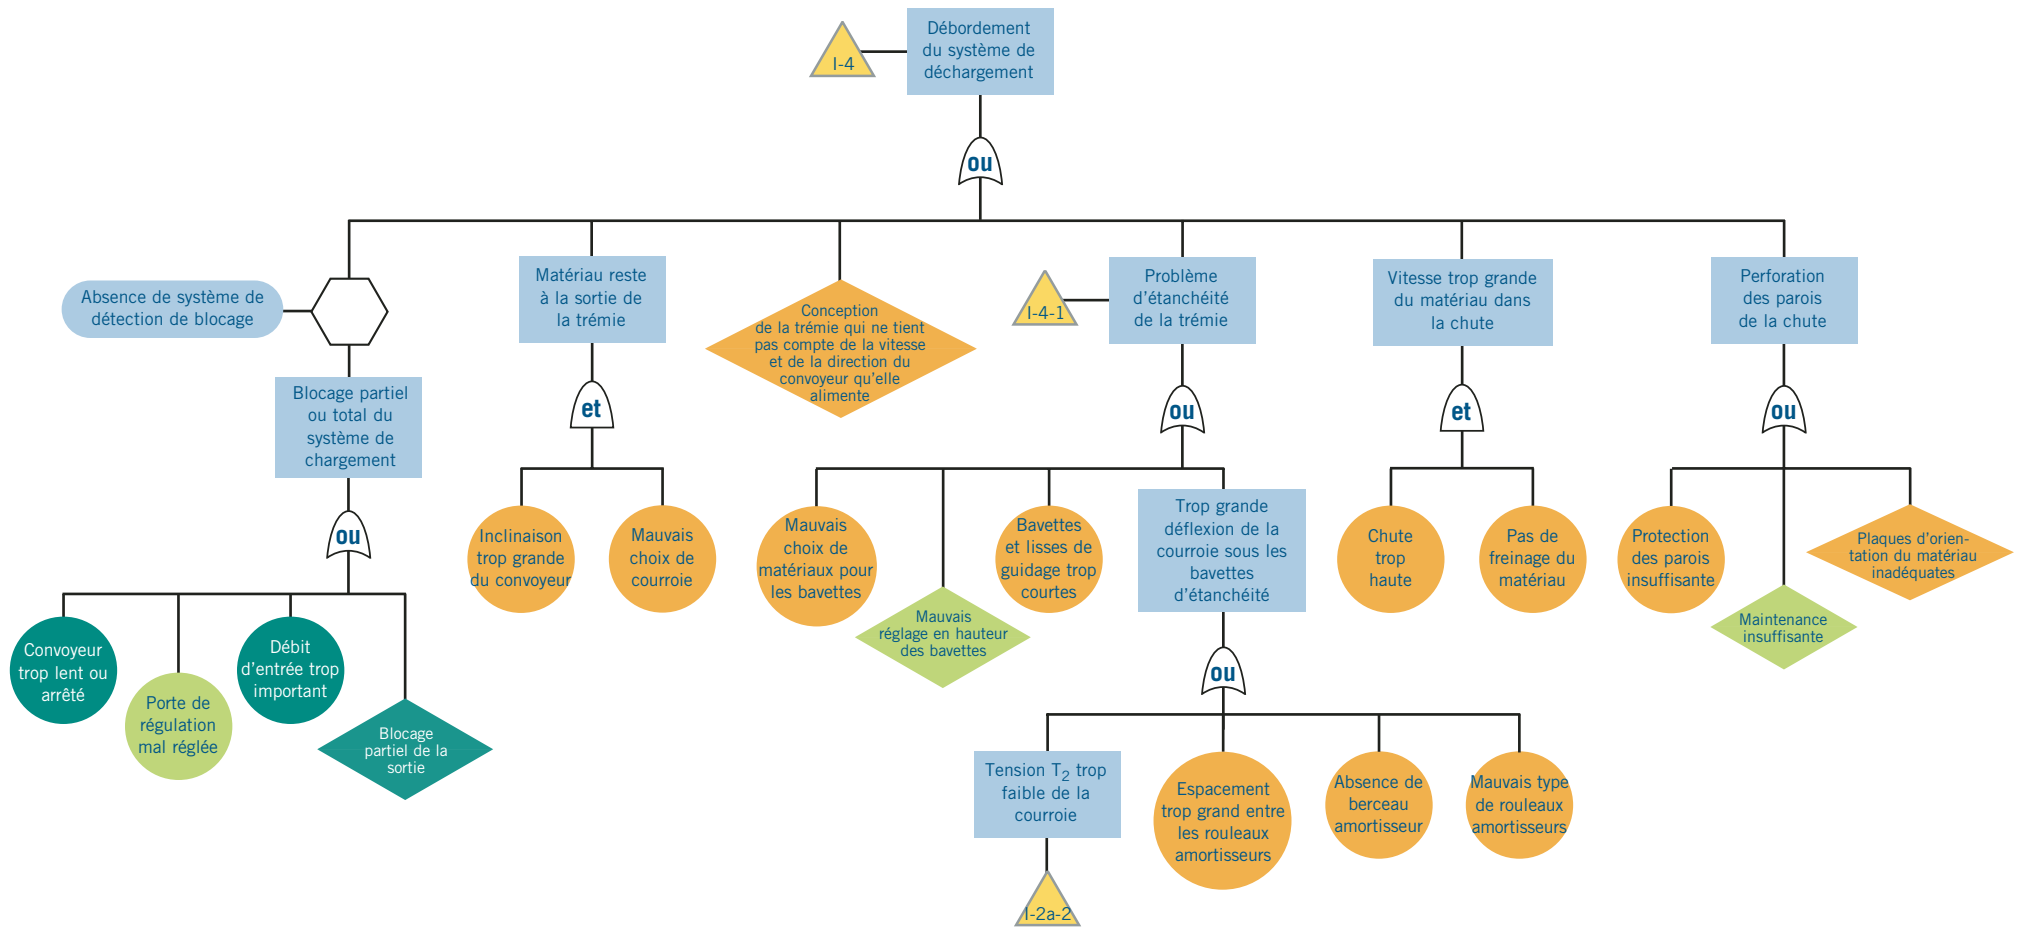 Débordement
du système de
déchargement
I-4
ou
Absence de système de
détection de blocage
Blocage partiel
ou total du
système de
chargement
ou
Convoyeur
trop lent ou
arrêté
Porte de
régulation
mal réglée
Débit
d'entrée trop
important
Blocage
partiel de la
sortie
Matériau reste
à la sortie de
la trémie
et
Inclinaison
trop grande
du convoyeur
Mauvais
choix de
courroie
Conception
de la trémie qui ne tient
pas compte de la vitesse
et de la direction du
convoyeur qu'elle
alimente
I-4-1
Problème
d'étanchéité
de la trémie
ou
Mauvais
choix de
matériaux pour
les bavettes
Mauvais
réglage en hauteur
des bavettes
Bavettes
et lisses de
guidage trop
courtes
Trop grande
déflexion de la
courroie sous les
bavettes
d'étanchéité
ou
Tension T2 trop
faible de la
courroie
I-2a-2
Espacement
trop grand entre
les rouleaux
amortisseurs
Absence de
berceau
amortisseur
Mauvais type
de rouleaux
amortisseurs
Vitesse trop grande
du matériau dans
la chute
et
Chute
trop
haute
Pas de
freinage du
matériau
Perforation
des parois
de la chute
ou
Protection
des parois
insuffisante
Maintenance
insuffisante
Plaques d'orien-
tation du matériau
inadéquates